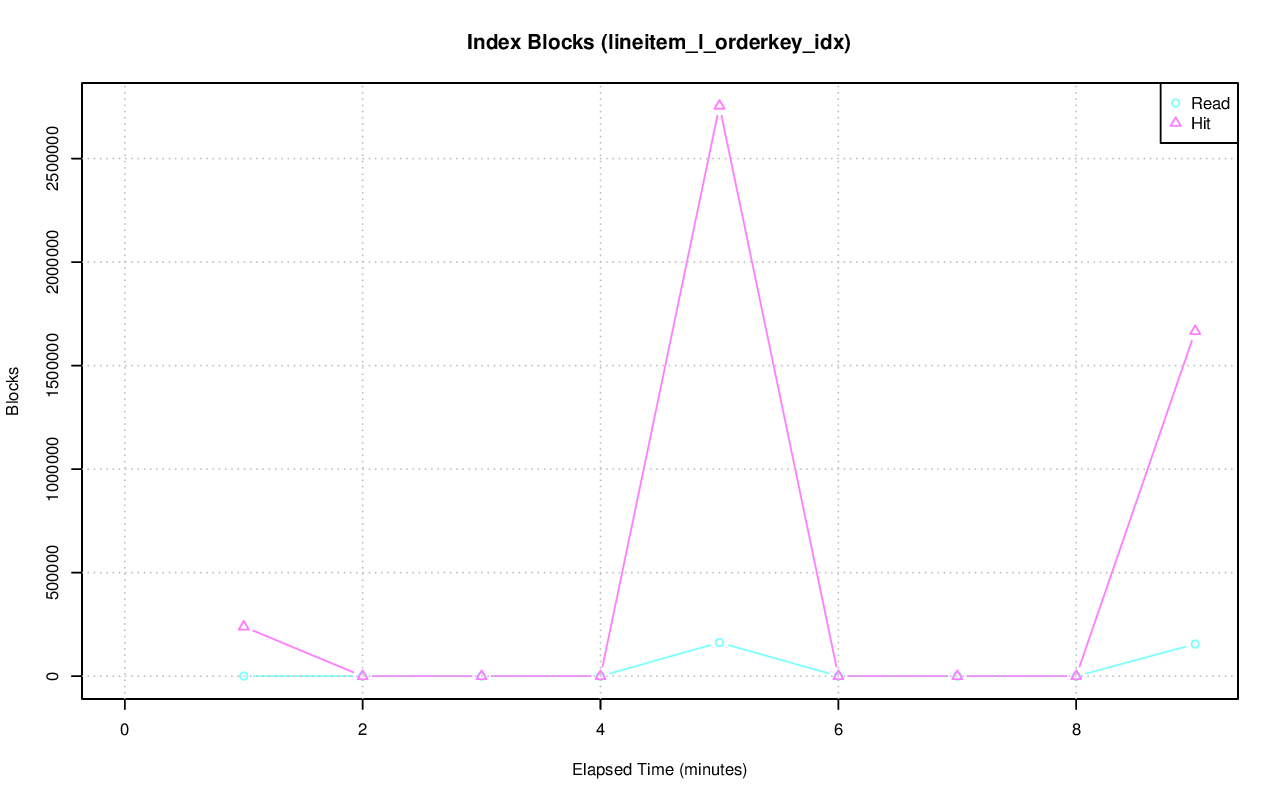 Index Blocks (lineitem_l_orderkey_idx)
Read
Hit
Blocks
2500000
2000000
1500000
1000000
500000
0
0 2 4 6 8
Elapsed Time (minutes)